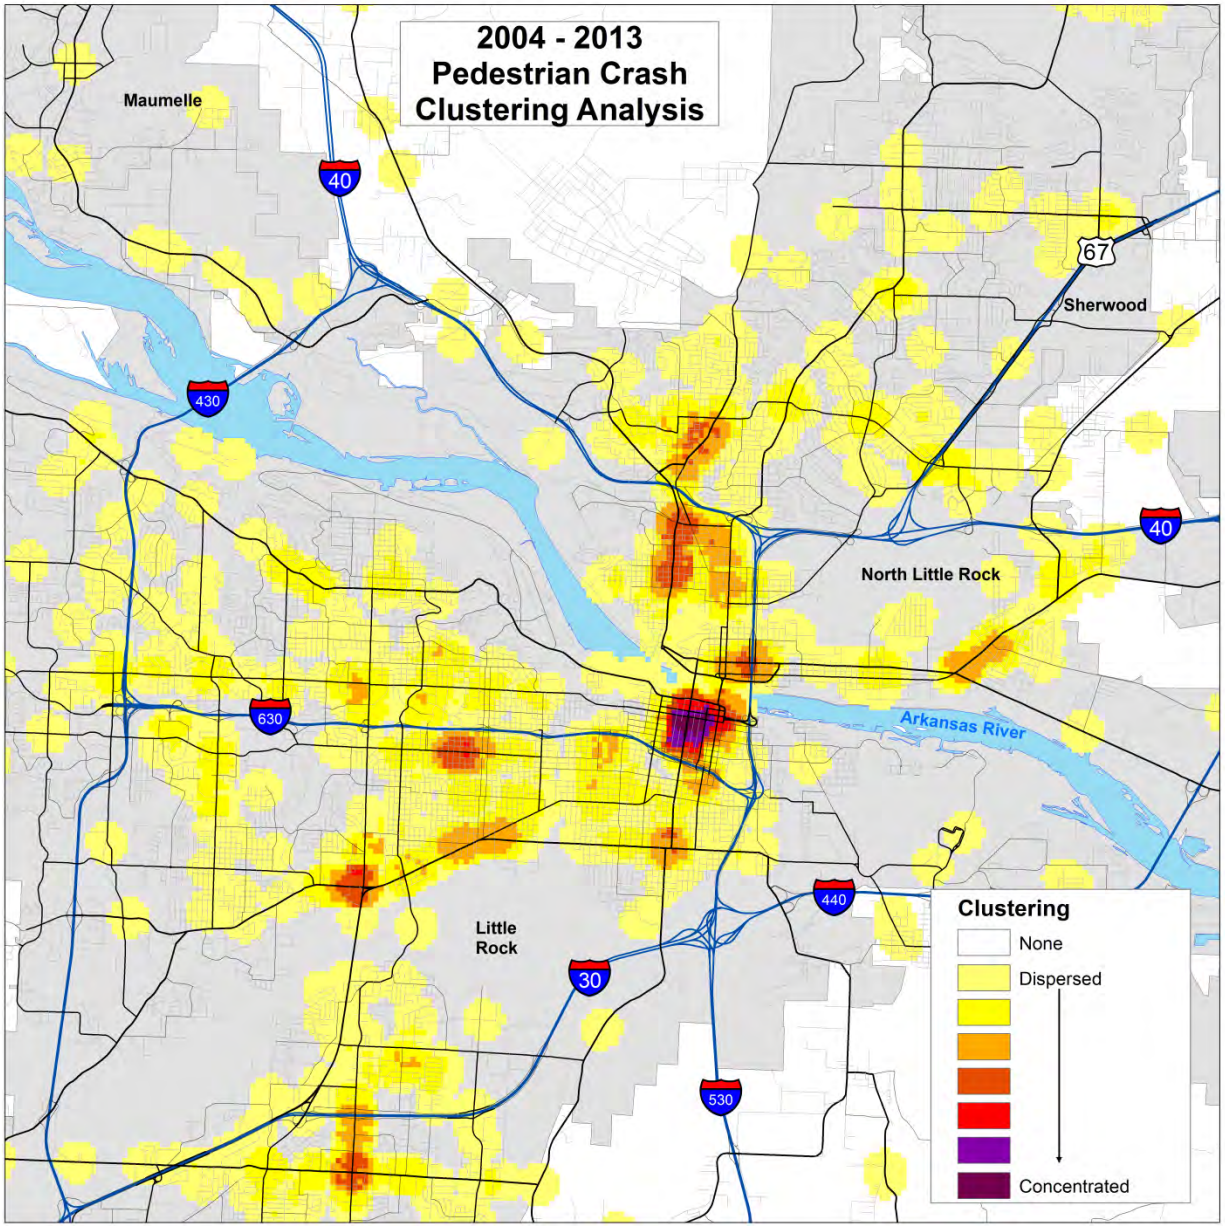 2004 - 2013
Pedestrian Crash
Clustering Analysis
Maumelle
40
67
Sherwood
430
40
North Little Rock
630
Arkansas River
440
Little
Rock
30
530
Clustering
None
Dispersed
Concentrated